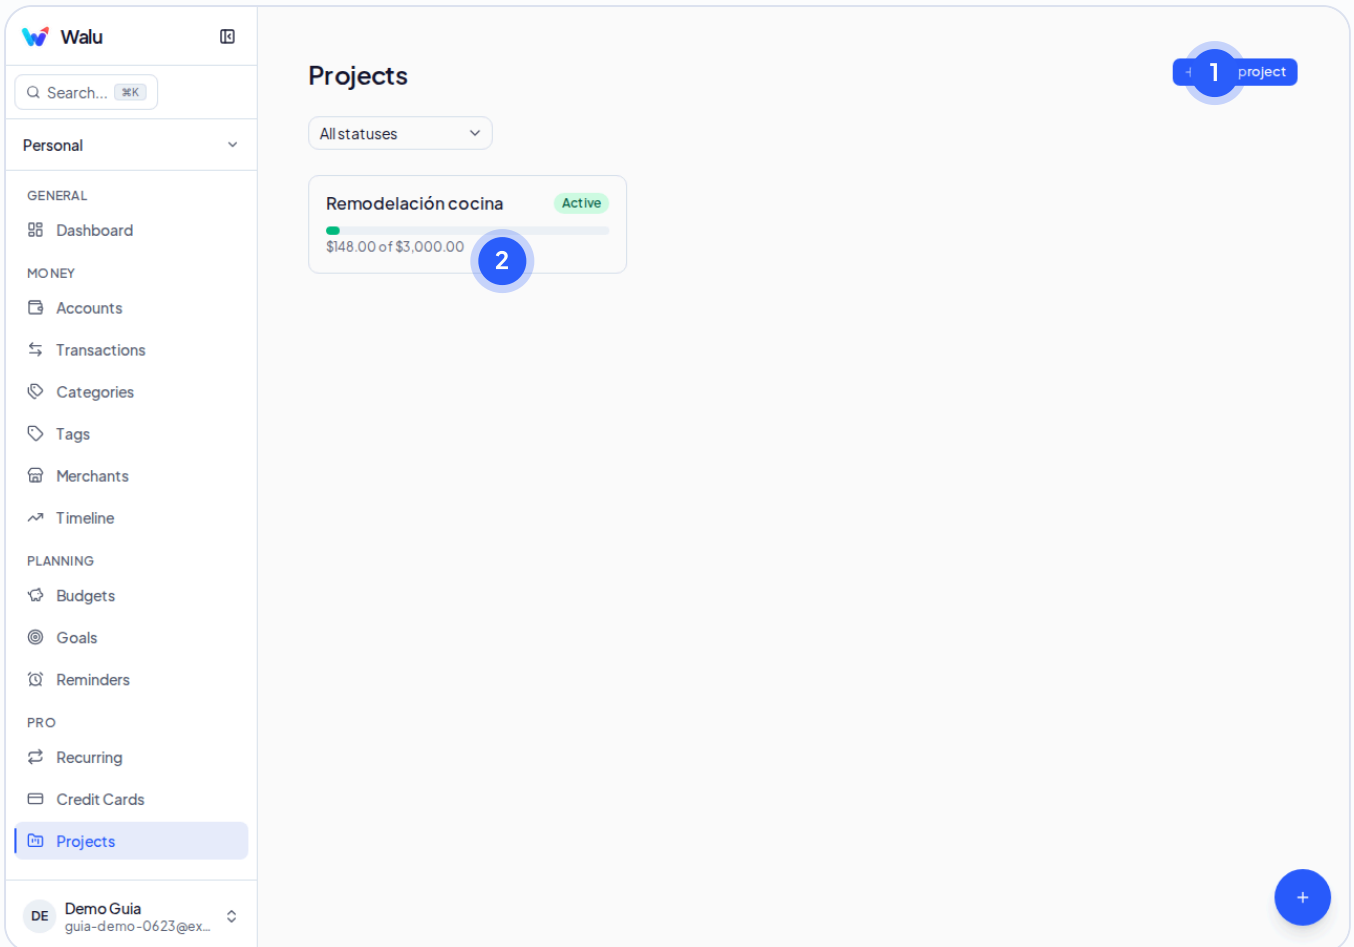 Walu
Search... ⌘K
Personal
GENERAL
Dashboard
MONEY
Accounts
Transactions
Categories
Tags
Merchants
Timeline
PLANNING
Budgets
Goals
Reminders
PRO
Recurring
Credit Cards
Projects
DE
Demo Guia
guia-demo-0623@ex...
Projects
1 project
All statuses
Remodelación cocina Active
$148.00 of $3,000.00
2